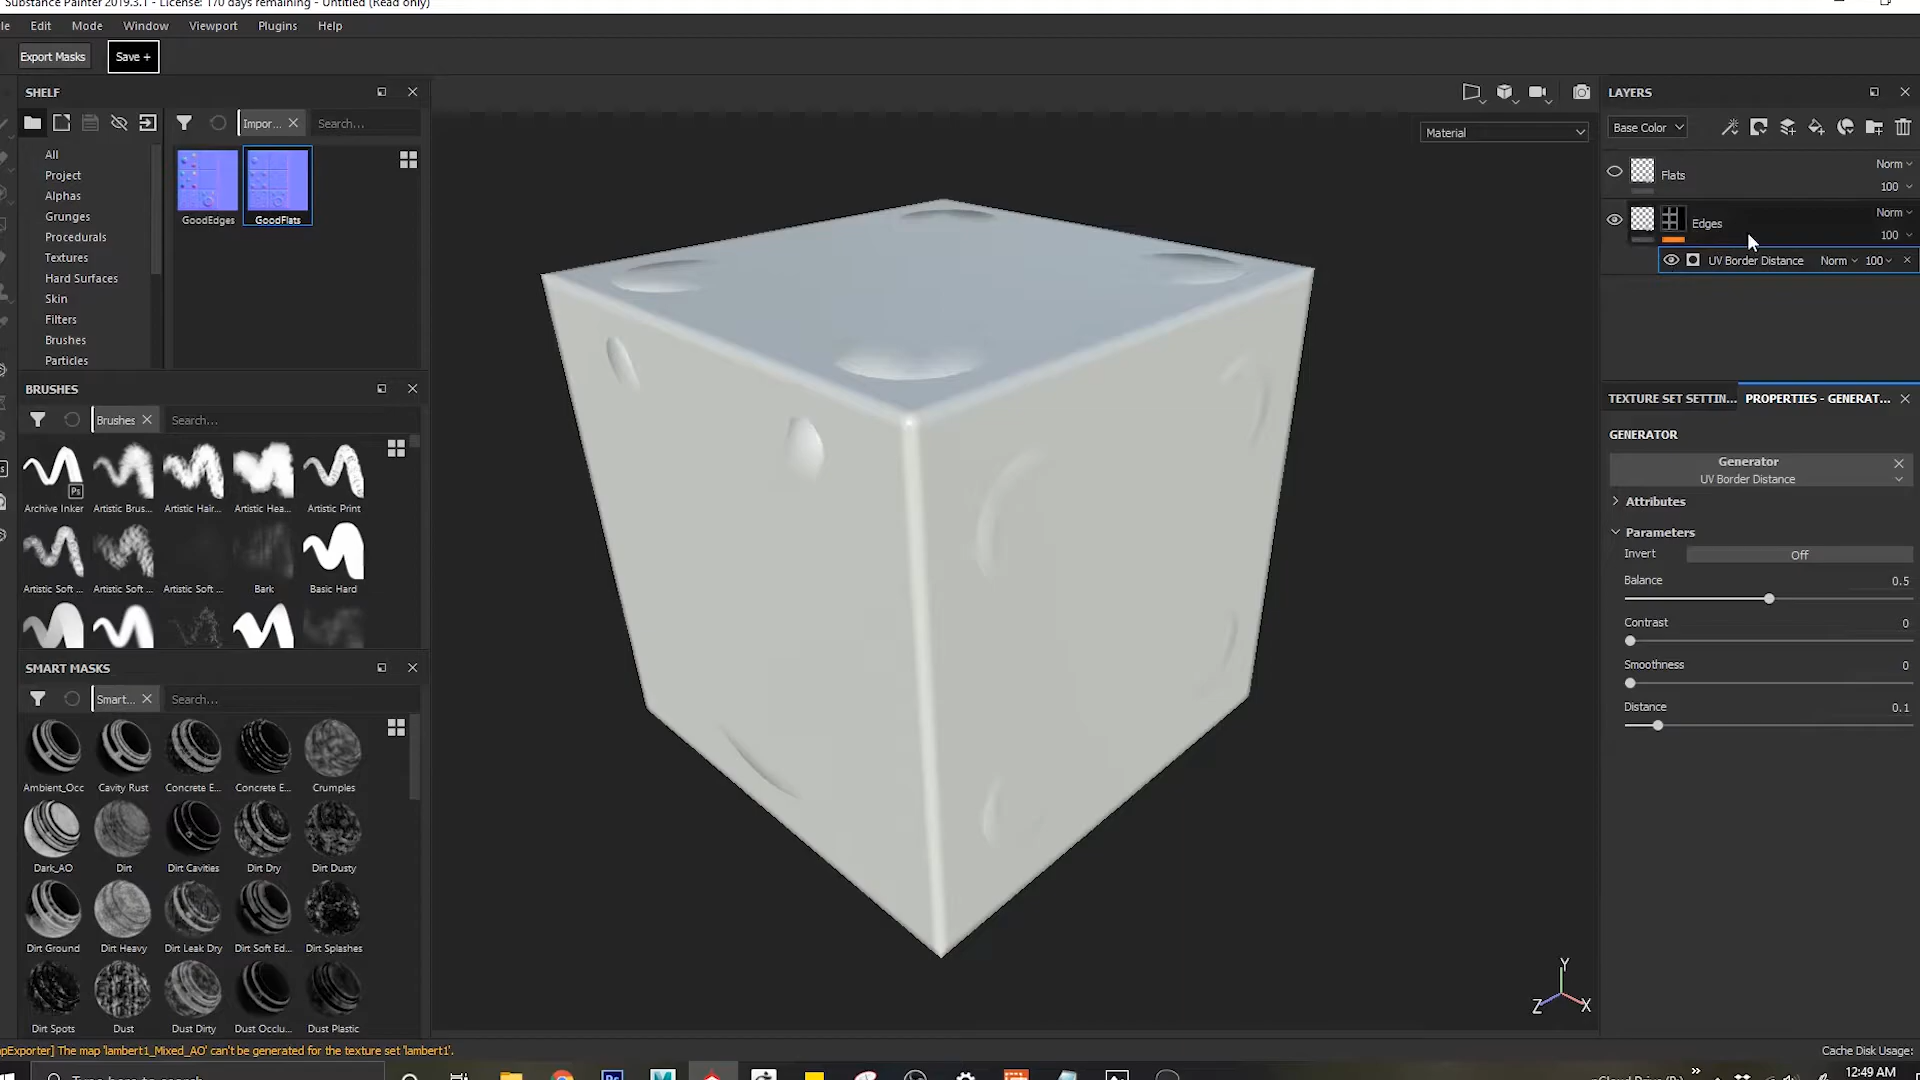 Substance Painter 2019.3.1 - License: 170 days remaining - Untitled (Read only)
le Edit Mode Window Viewport Plugins Help
Export Masks Save +
SHELF
Impor... Search...
All
Project
Alphas
Grunges
Procedurals
Textures
Hard Surfaces
Skin
Filters
Brushes
Particles
GoodEdges GoodFlats
BRUSHES
Brushes Search...
Ps
Archive Inker Artistic Brus... Artistic Hair... Artistic Hea... Artistic Print
Artistic Soft ... Artistic Soft ... Artistic Soft ... Bark Basic Hard
SMART MASKS
Smart... Search...
Ambient_Occ Cavity Rust Concrete E... Concrete E... Crumples
Dark_AO Dirt Dirt Cavities Dirt Dry Dirt Dusty
Dirt Ground Dirt Heavy Dirt Leak Dry Dirt Soft Ed... Dirt Splashes
Dirt Spots Dust Dust Dirty Dust Occlu... Dust Plastic
Material
Y
Z X
LAYERS
Base Color
Flats Norm
100
Edges Norm
100
UV Border Distance Norm 100
TEXTURE SET SETTIN... PROPERTIES - GENERAT...
GENERATOR
Generator
UV Border Distance
Attributes
Parameters
Invert Off
Balance 0.5
Contrast 0
Smoothness 0
Distance 0.1
pExporter] The map 'lambert1_Mixed_AO' can't be generated for the texture set 'lambert1'.
Cache Disk Usage:
Type here to search
12:49 AM